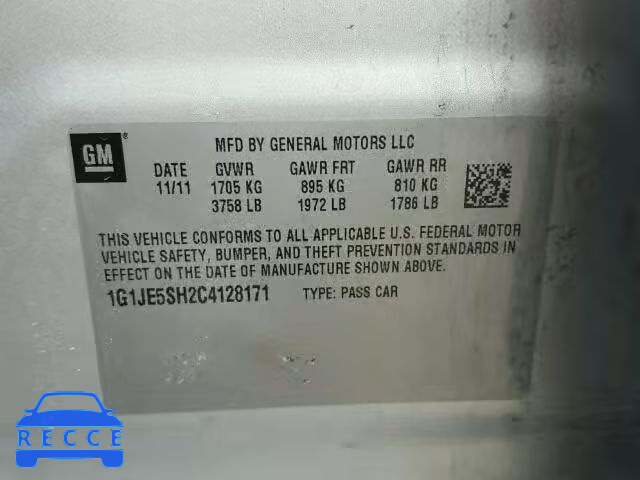 GM ®
MFD BY GENERAL MOTORS LLC
DATE GVWR GAWR FRT GAWR RR
11/11 1705 KG 895 KG 810 KG
3758 LB 1972 LB 1786 LB
THIS VEHICLE CONFORMS TO ALL APPLICABLE U.S. FEDERAL MOTOR
VEHICLE SAFETY, BUMPER, AND THEFT PREVENTION STANDARDS IN
EFFECT ON THE DATE OF MANUFACTURE SHOWN ABOVE.
1G1JE5SH2C4128171 TYPE: PASS CAR
RECCE